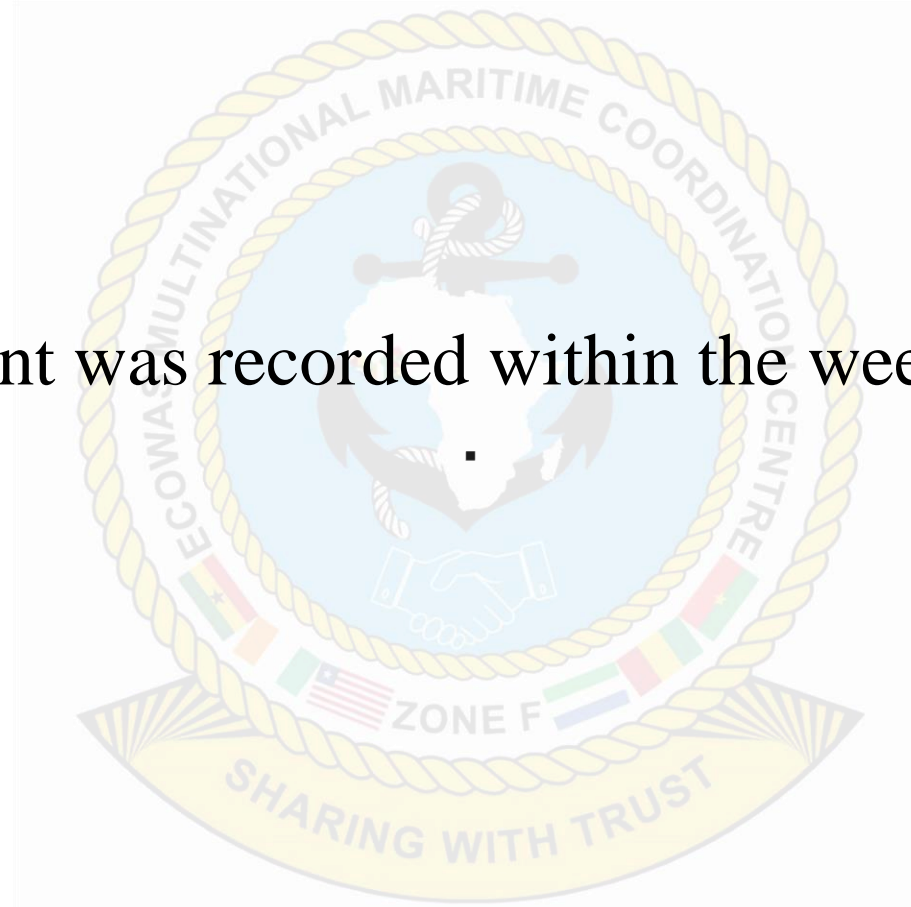 ECOWAS MULTINATIONAL MARITIME COORDINATION CENTRE
nt was recorded within the wee
.
ZONE F
SHARING WITH TRUST